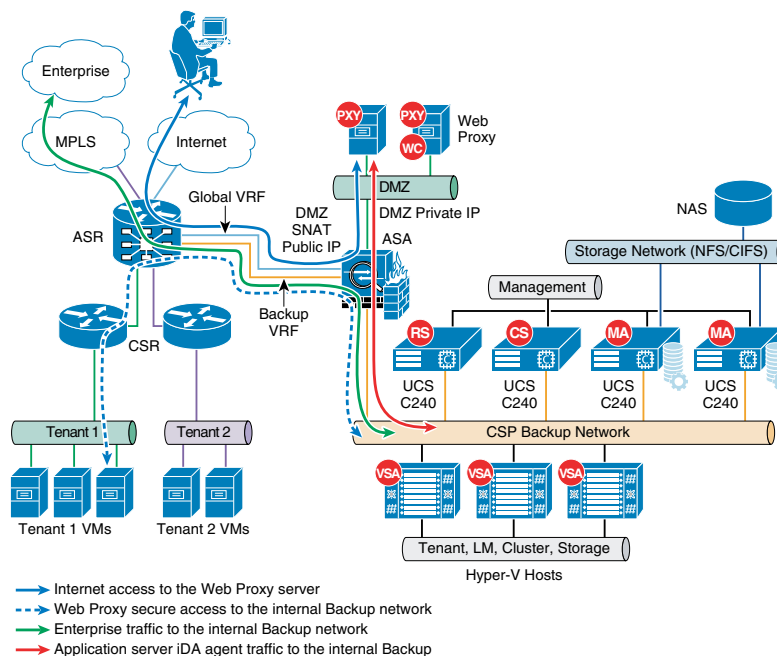 Enterprise
MPLS
Internet
Global VRF
ASR
DMZ
SNAT
Public IP
PXY
PXY
WC
Web
Proxy
DMZ
DMZ Private IP
ASA
Backup
VRF
CSR
NAS
Storage Network (NFS/CIFS)
Management
RS
CS
MA
MA
UCS
C240
UCS
C240
UCS
C240
UCS
C240
Tenant 1
Tenant 2
CSP Backup Network
VSA
VSA
VSA
Tenant 1 VMs
Tenant 2 VMs
Tenant, LM, Cluster, Storage
Hyper-V Hosts
Internet access to the Web Proxy server
Web Proxy secure access to the internal Backup network
Enterprise traffic to the internal Backup network
Application server iDA agent traffic to the internal Backup